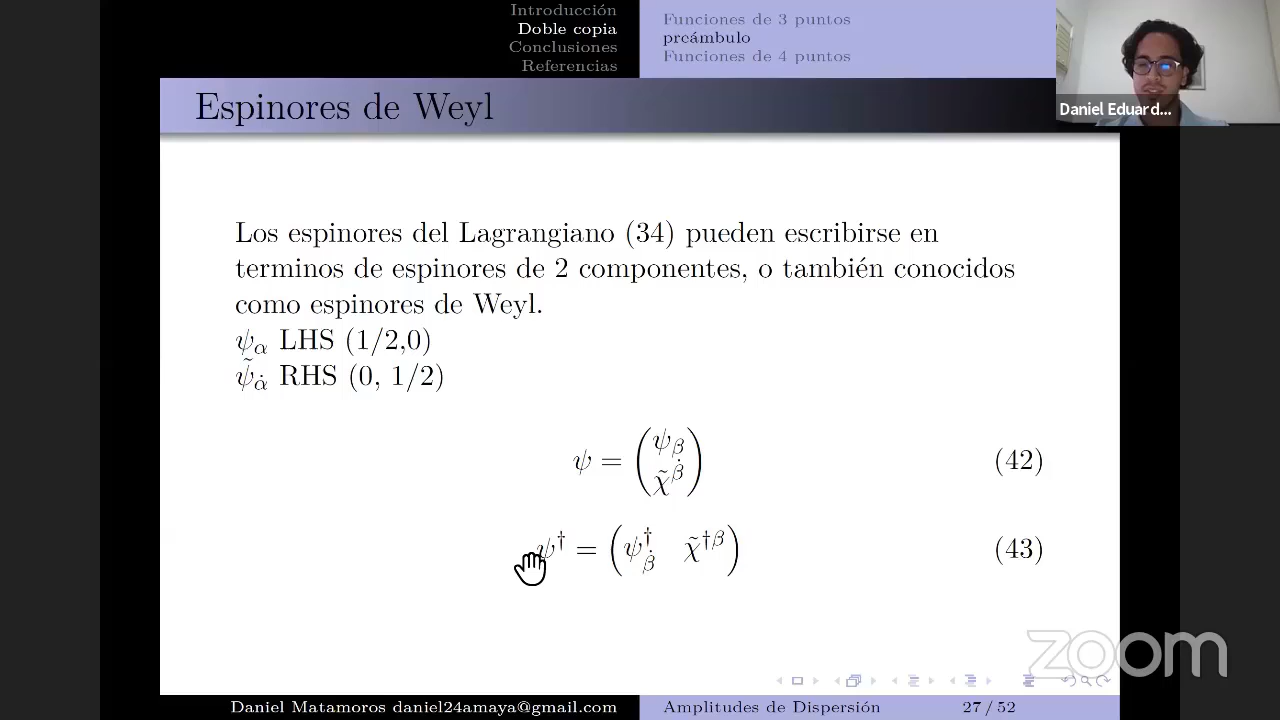 Introducción
Doble copia
Conclusiones
Referencias
Funciones de 3 puntos
preámbulo
Funciones de 4 puntos
Daniel Eduard...
Espinores de Weyl
Los espinores del Lagrangiano (34) pueden escribirse en
terminos de espinores de 2 componentes, o también conocidos
como espinores de Weyl.
ψ_α LHS (1/2,0)
ψ̃_α̇ RHS (0, 1/2)
ψ = (ψ_β χ̃^β̇) (42)
ψ† = (ψ†_β̇ χ̃^†β) (43)
zoom
Daniel Matamoros daniel24amaya@gmail.com
Amplitudes de Dispersión
27 / 52